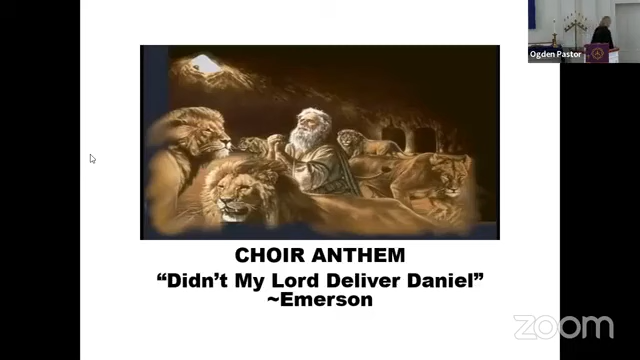 Ogden Pastor
CHOIR ANTHEM
“Didn’t My Lord Deliver Daniel”
~Emerson
zoom